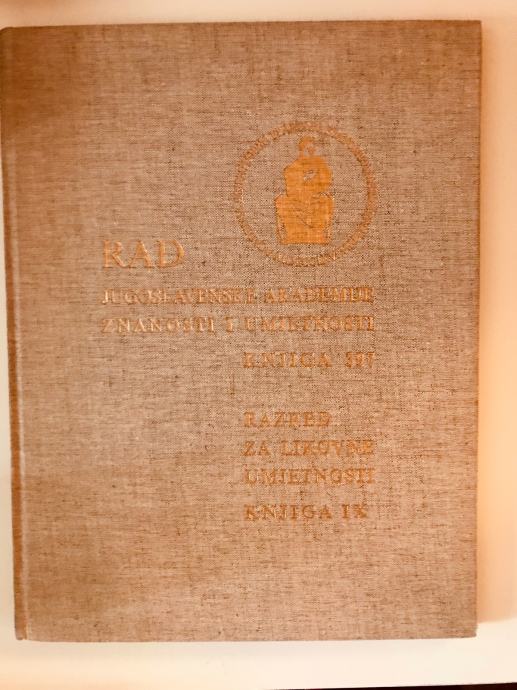 RAD
JUGOSLAVENSKE AKADEMIJE
ZNANOSTI I UMJETNOSTI
KNJIGA 397
RAZRED
ZA LIKOVNE
UMJETNOSTI
KNJIGA IX